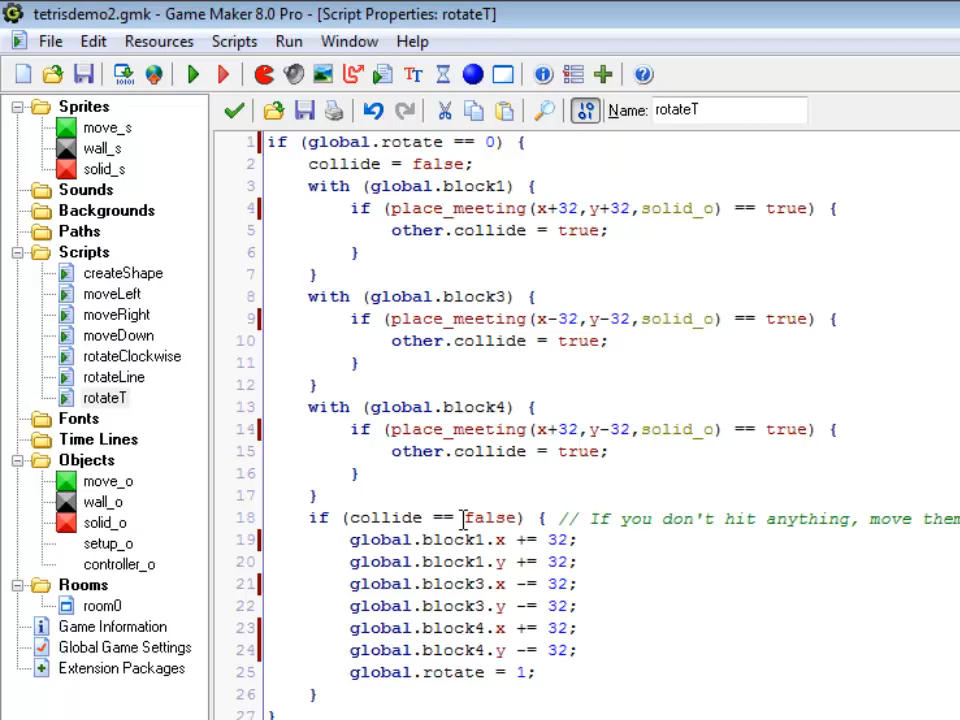 tetrisdemo2.gmk - Game Maker 8.0 Pro - [Script Properties: rotateT]
File Edit Resources Scripts Run Window Help
Name: rotateT
Sprites
move_s
wall_s
solid_s
Sounds
Backgrounds
Paths
Scripts
createShape
moveLeft
moveRight
moveDown
rotateClockwise
rotateLine
rotateT
Fonts
Time Lines
Objects
move_o
wall_o
solid_o
setup_o
controller_o
Rooms
room0
Game Information
Global Game Settings
Extension Packages
1 if (global.rotate == 0) {
2 collide = false;
3 with (global.block1) {
4 if (place_meeting(x+32,y+32,solid_o) == true) {
5 other.collide = true;
6 }
7 }
8 with (global.block3) {
9 if (place_meeting(x-32,y-32,solid_o) == true) {
10 other.collide = true;
11 }
12 }
13 with (global.block4) {
14 if (place_meeting(x+32,y-32,solid_o) == true) {
15 other.collide = true;
16 }
17 }
18 if (collide == false) { // If you don't hit anything, move them
19 global.block1.x += 32;
20 global.block1.y += 32;
21 global.block3.x -= 32;
22 global.block3.y -= 32;
23 global.block4.x += 32;
24 global.block4.y -= 32;
25 global.rotate = 1;
26 }
27 }